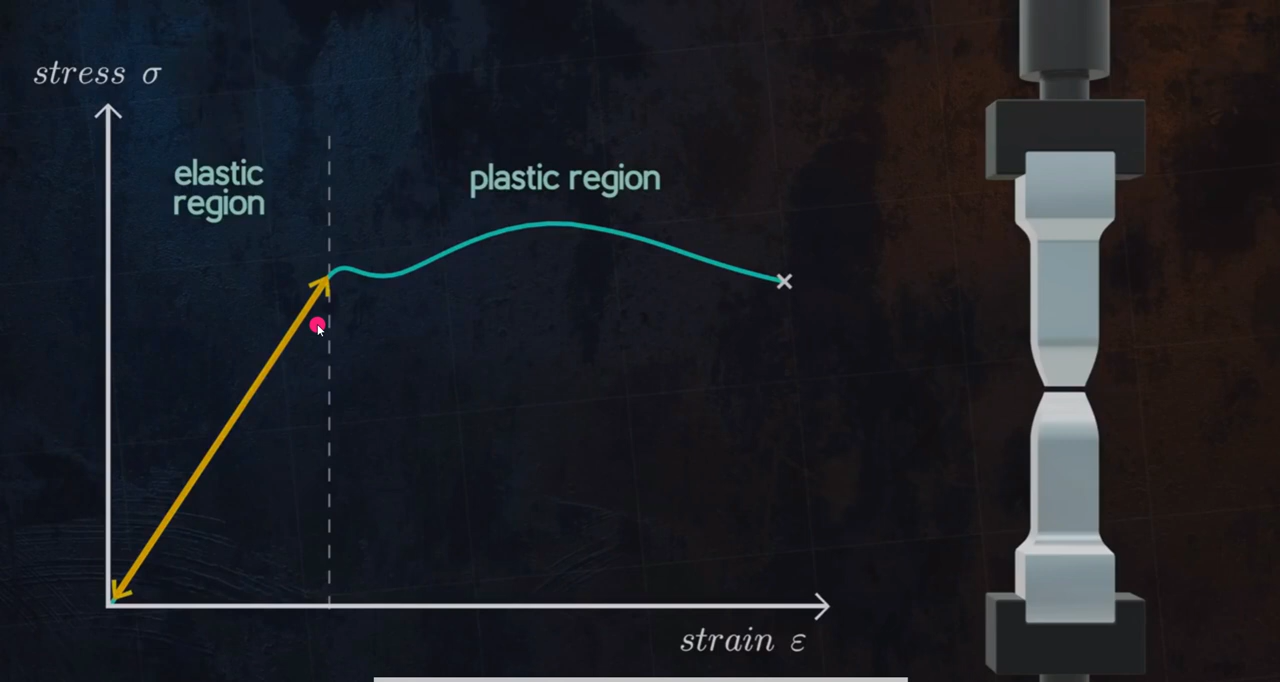 stress σ
elastic
region
plastic region
strain ε